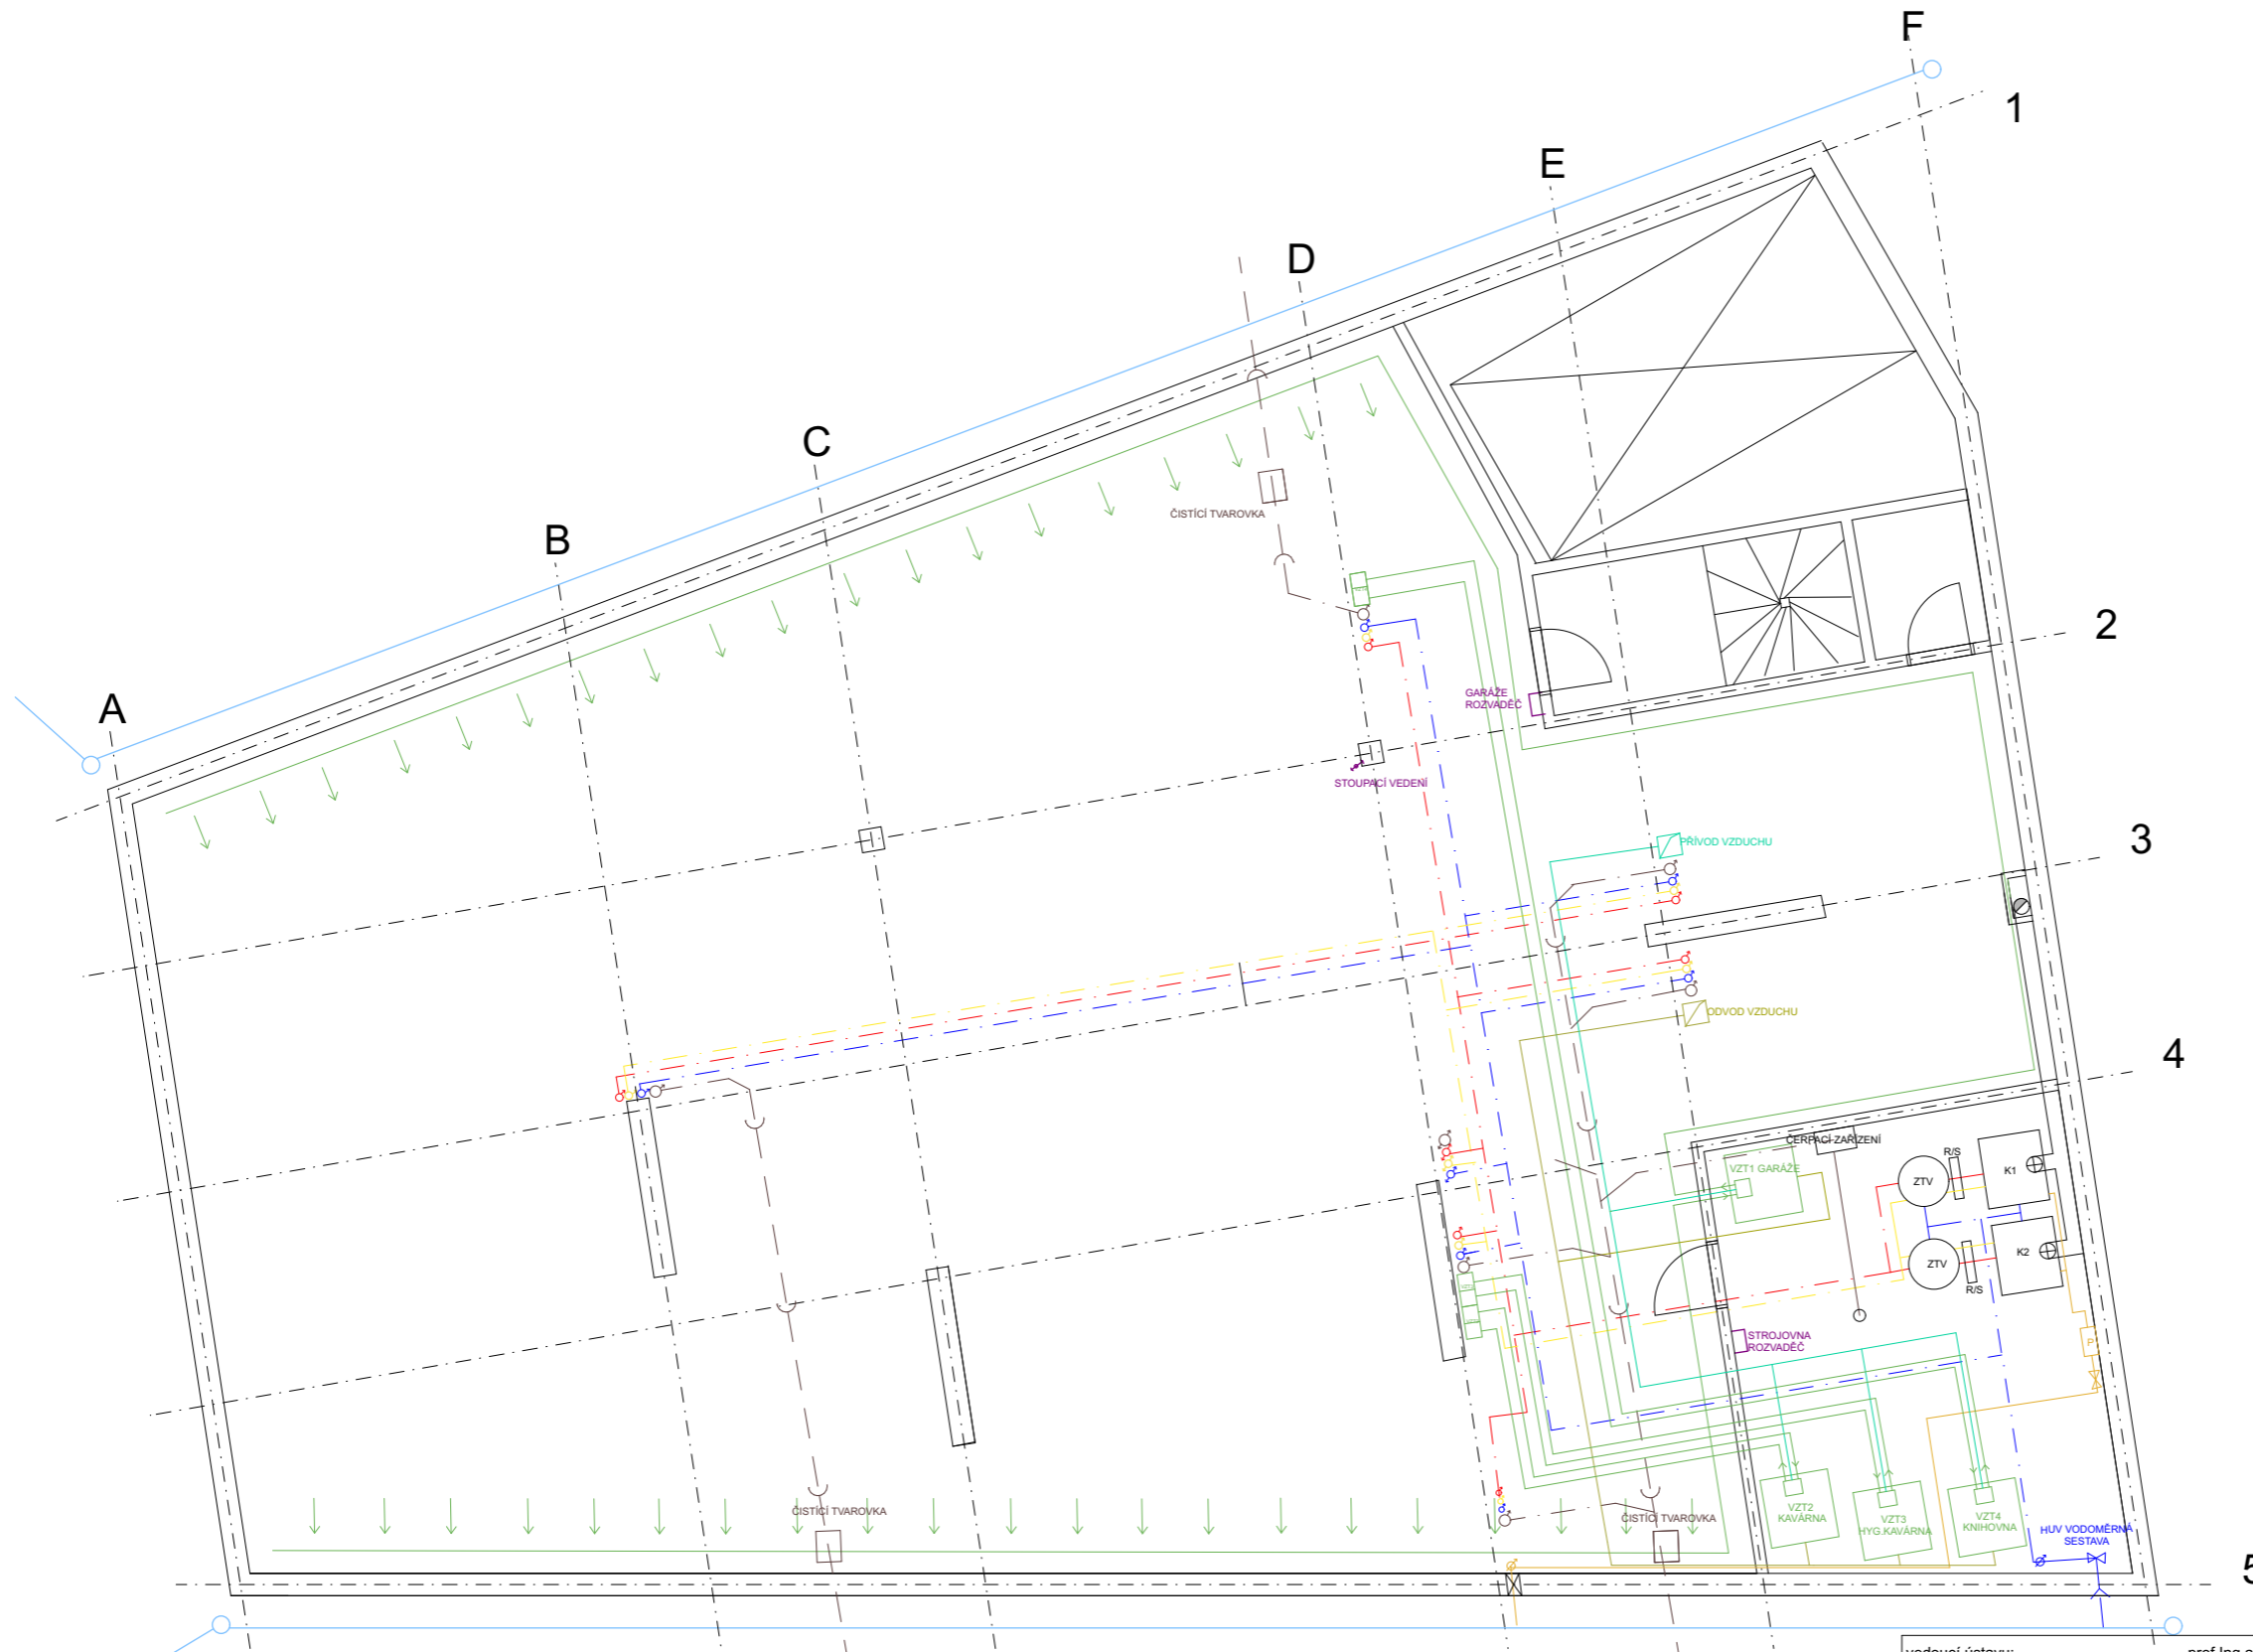 F
1
E
D
C
B
A
ČISTÍCÍ TVAROVKA
2
GARÁŽE
ROZVADĚČ
STOUPACÍ VEDENÍ
3
PŘÍVOD VZDUCHU
ODVOD VZDUCHU
4
ČERPACÍ ZAŘÍZENÍ
VZT1 GARÁŽE
R/S
K1
ZTV
K2
ZTV
R/S
STROJOVNA
ROZVADĚČ
P
ČISTÍCÍ TVAROVKA
ČISTÍCÍ TVAROVKA
VZT2
KAVÁRNA
VZT3
HYG.KAVÁRNA
VZT4
KNIHOVNA
HUV VODOMĚRNÁ
SESTAVA
5